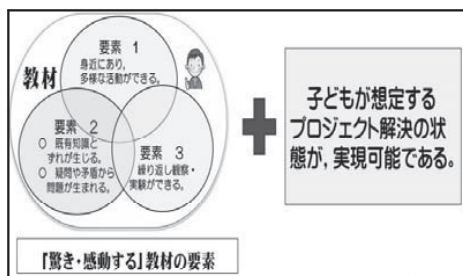 教材
要素 1
身近にあり,
多様な活動ができる。
要素 2
○ 既有知識と
ずれが生じる。
○ 疑問や矛盾から
問題が生まれる。
要素 3
繰り返し観察・
実験ができる。
子どもが想定する
プロジェクト解決の状
態が,実現可能である。
「驚き・感動する」教材の要素